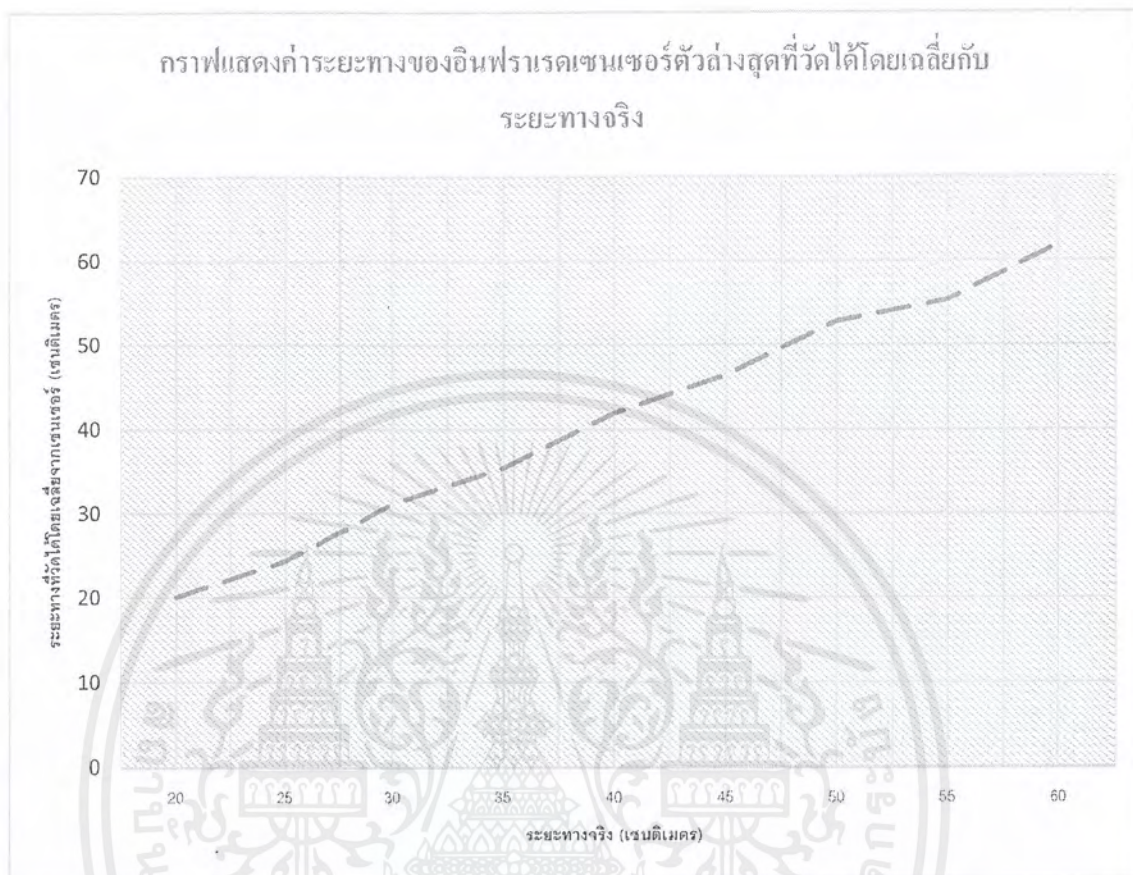 กราฟแสดงค่าระยะทางของอินฟราเรดเซนเซอร์ตัวล่างสุดที่วัดได้โดยเฉลี่ยกับ
ระยะทางจริง
ระยะทางที่วัดได้โดยเฉลี่ยจากเซนเซอร์ (เซนติเมตร)
70
60
50
40
30
20
10
0
20 25 30 35 40 45 50 55 60
ระยะทางจริง (เซนติเมตร)